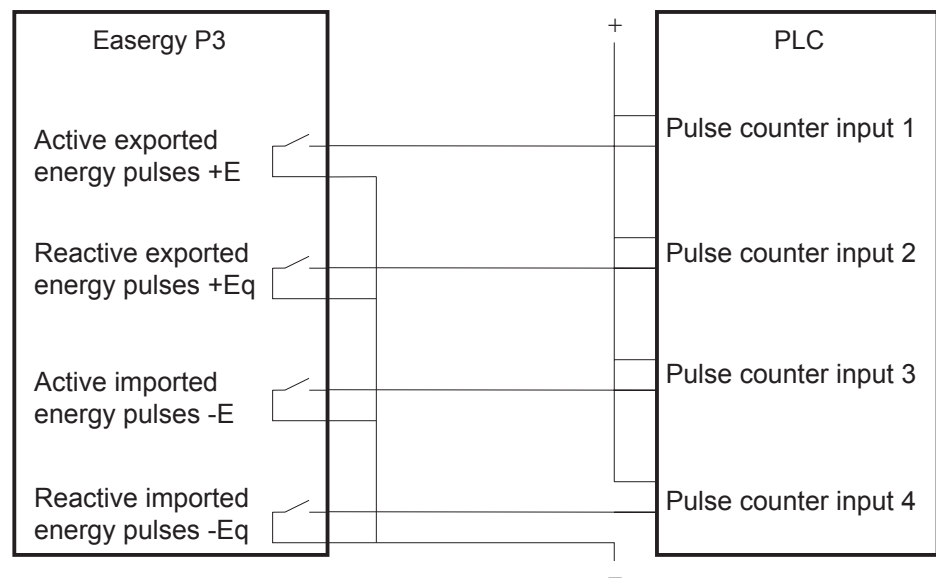 Easergy P3
+
PLC
Active exported
energy pulses +E
Pulse counter input 1
Reactive exported
energy pulses +Eq
Pulse counter input 2
Active imported
energy pulses -E
Pulse counter input 3
Reactive imported
energy pulses -Eq
Pulse counter input 4
–